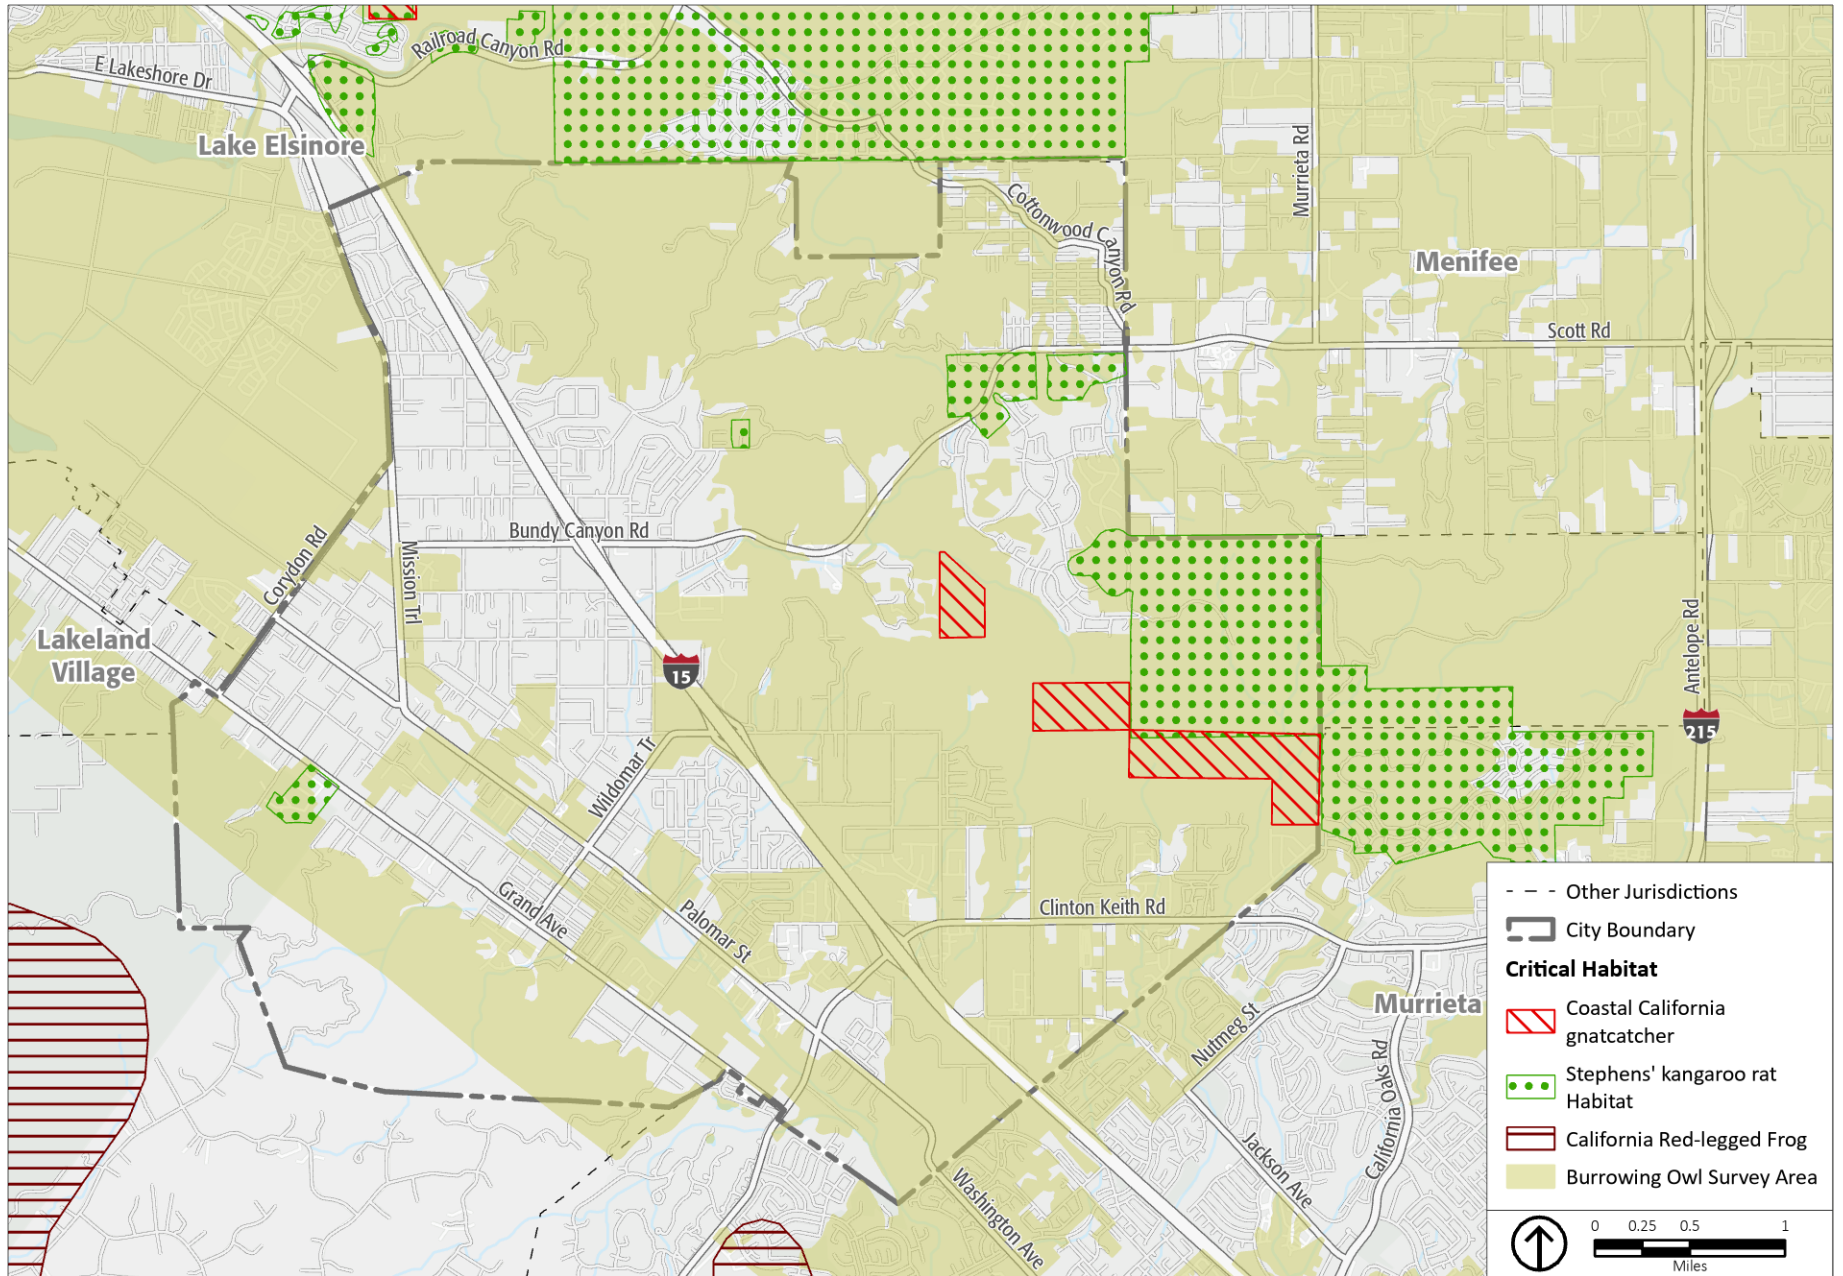 Railroad Canyon Rd
E Lakeshore Dr
Lake Elsinore
Murrieta Rd
Cottonwood Canyon Rd
Menifee
Scott Rd
Bundy Canyon Rd
Corydon Rd
Mission Trl
Lakeland
Village
15
Antelope Rd
215
Wildomar Tr
Grand Ave
Palomar St
Clinton Keith Rd
Murrieta
Nutmeg St
California Oaks Rd
Jackson Ave
Washington Ave
Other Jurisdictions
City Boundary
Critical Habitat
Coastal California
gnatcatcher
Stephens' kangaroo rat
Habitat
California Red-legged Frog
Burrowing Owl Survey Area
0 0.25 0.5 1
Miles